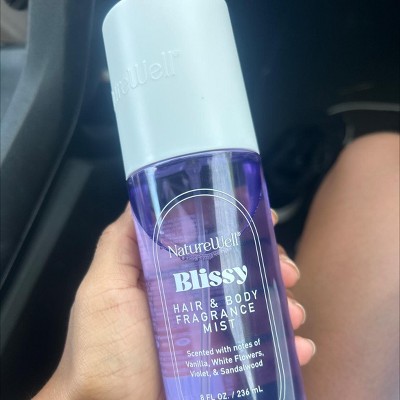 NatureWell
NatureWell®
Blissy
HAIR & BODY
FRAGRANCE
MIST
Scented with notes of
Vanilla, White Flowers,
Violet, & Sandalwood
8 FL OZ. / 236 mL